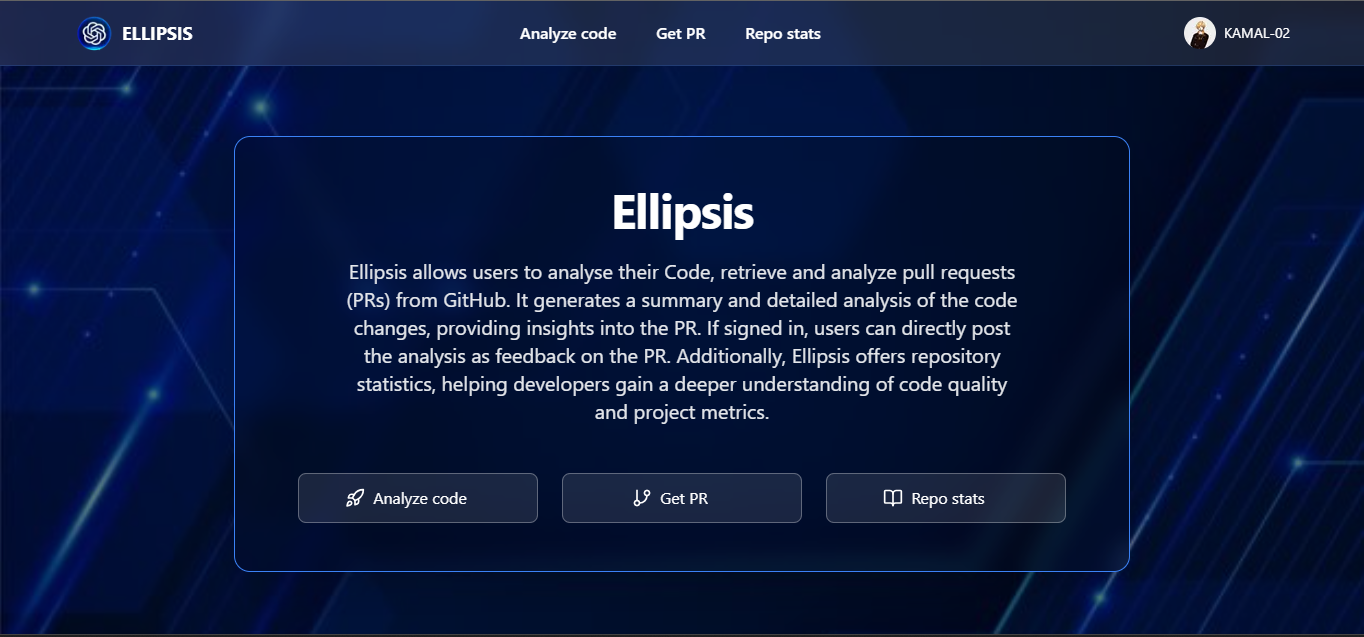 ELLIPSIS
Analyze code
Get PR
Repo stats
KAMAL-02
Ellipsis
Ellipsis allows users to analyse their Code, retrieve and analyze pull requests
(PRs) from GitHub. It generates a summary and detailed analysis of the code
changes, providing insights into the PR. If signed in, users can directly post
the analysis as feedback on the PR. Additionally, Ellipsis offers repository
statistics, helping developers gain a deeper understanding of code quality
and project metrics.
Analyze code
Get PR
Repo stats